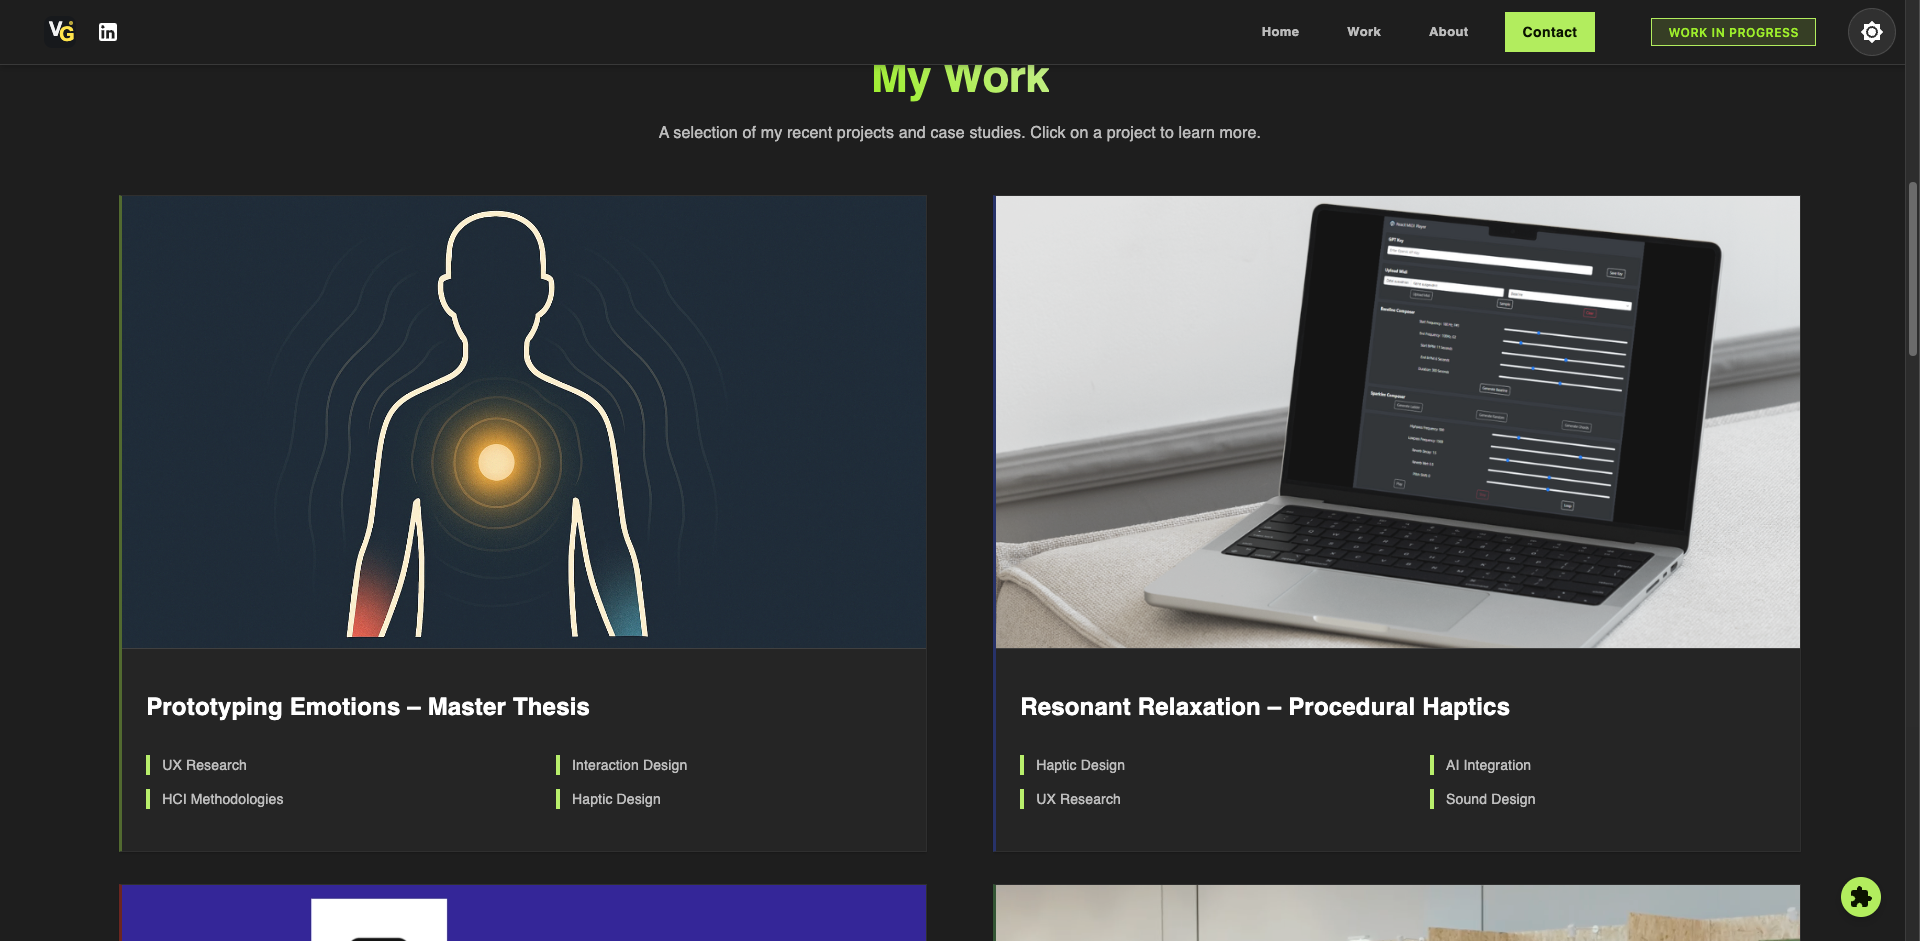 VG
in
Home
Work
About
Contact
WORK IN PROGRESS
My Work
A selection of my recent projects and case studies. Click on a project to learn more.
Prototyping Emotions – Master Thesis
UX Research
Interaction Design
HCI Methodologies
Haptic Design
Resonant Relaxation – Procedural Haptics
Haptic Design
AI Integration
UX Research
Sound Design